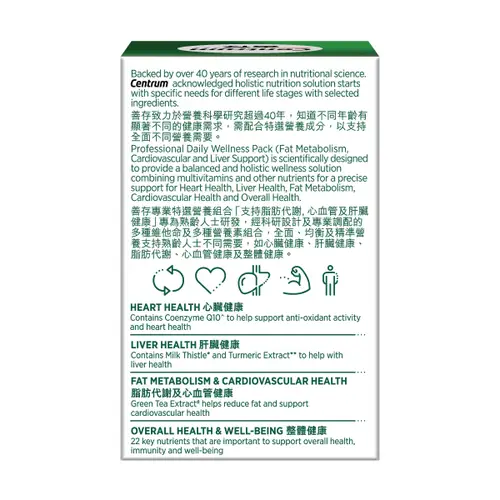 Backed by over 40 years of research in nutritional science.
Centrum acknowledged holistic nutrition solution starts
with specific needs for different life stages with selected
ingredients.
善存致力於營養科學研究超過40年，知道不同年齡有
顯著不同的健康需求，需配合特選營養成分，以支持
全面不同營養需要。
Professional Daily Wellness Pack (Fat Metabolism,
Cardiovascular and Liver Support) is scientifically designed
to provide a balanced and holistic wellness solution
combining multivitamins and other nutrients for a precise
support for Heart Health, Liver Health, Fat Metabolism,
Cardiovascular Health and Overall Health.
善存專業特選營養組合「支持脂肪代謝, 心血管及肝臟
健康」專為熟齡人士研發，經科研設計及專業調配的
多種維他命及多種營養素組合，全面、均衡及精準營
養支持熟齡人士不同需要，如心臟健康、肝臟健康、
脂肪代謝、心血管健康及整體健康。
HEART HEALTH 心臟健康
Contains Coenzyme Q10^ to help support anti-oxidant activity
and heart health
LIVER HEALTH 肝臟健康
Contains Milk Thistle* and Turmeric Extract** to help with
liver health
FAT METABOLISM & CARDIOVASCULAR HEALTH
脂肪代謝及心血管健康
Green Tea Extract# helps reduce fat and support
cardiovascular health
OVERALL HEALTH & WELL-BEING 整體健康
22 key nutrients that are important to support overall health,
immunity and well-being